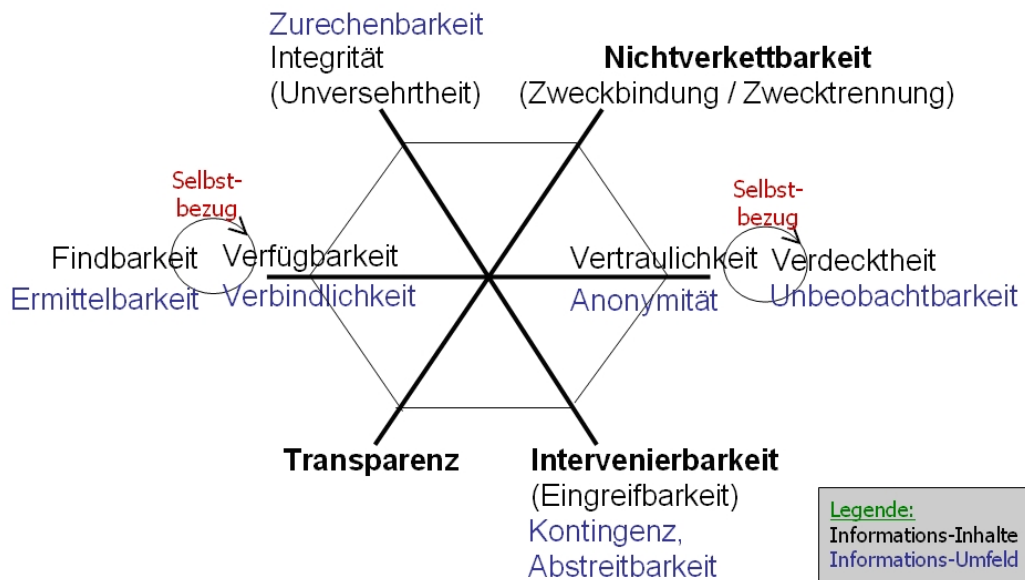 Zurechenbarkeit
Integrität
(Unversehrtheit)
Nichtverkettbarkeit
(Zweckbindung / Zwecktrennung)
Selbst-
bezug
Findbarkeit
Verfügbarkeit
Ermittelbarkeit
Verbindlichkeit
Selbst-
bezug
Vertraulichkeit
Verdecktheit
Anonymität
Unbeobachtbarkeit
Transparenz
Intervenierbarkeit
(Eingreifbarkeit)
Kontingenz,
Abstreitbarkeit
Legende:
Informations-Inhalte
Informations-Umfeld